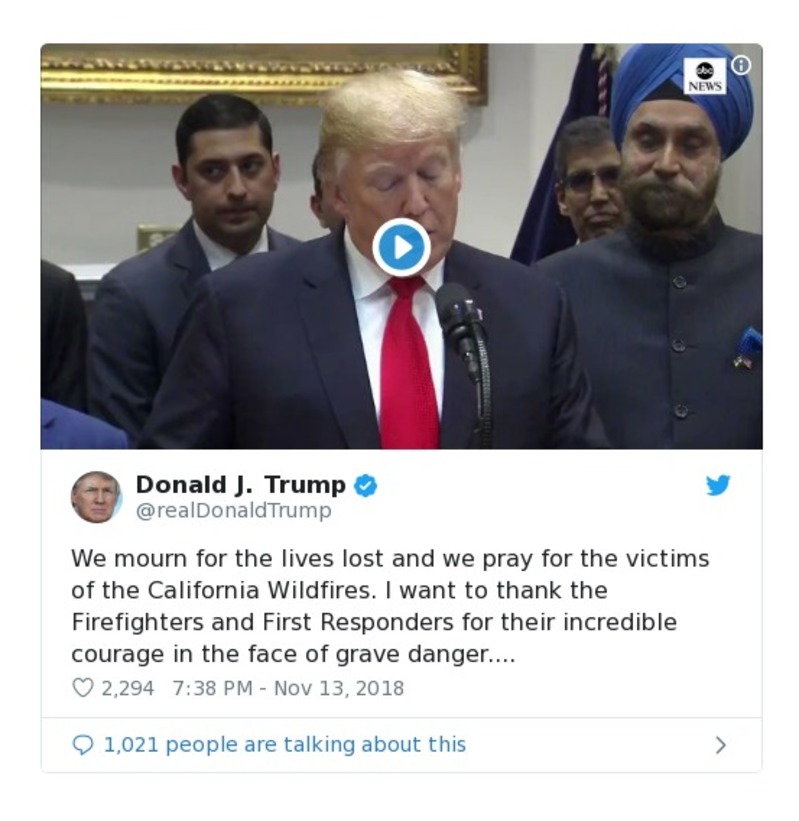 abc
NEWS
Donald J. Trump
@realDonaldTrump
We mourn for the lives lost and we pray for the victims
of the California Wildfires. I want to thank the
Firefighters and First Responders for their incredible
courage in the face of grave danger....
2,294 7:38 PM - Nov 13, 2018
1,021 people are talking about this